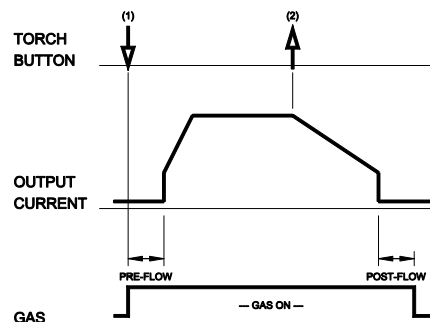 (1)
(2)
TORCH
BUTTON
OUTPUT
CURRENT
PRE-FLOW
POST-FLOW
— GAS ON —
GAS